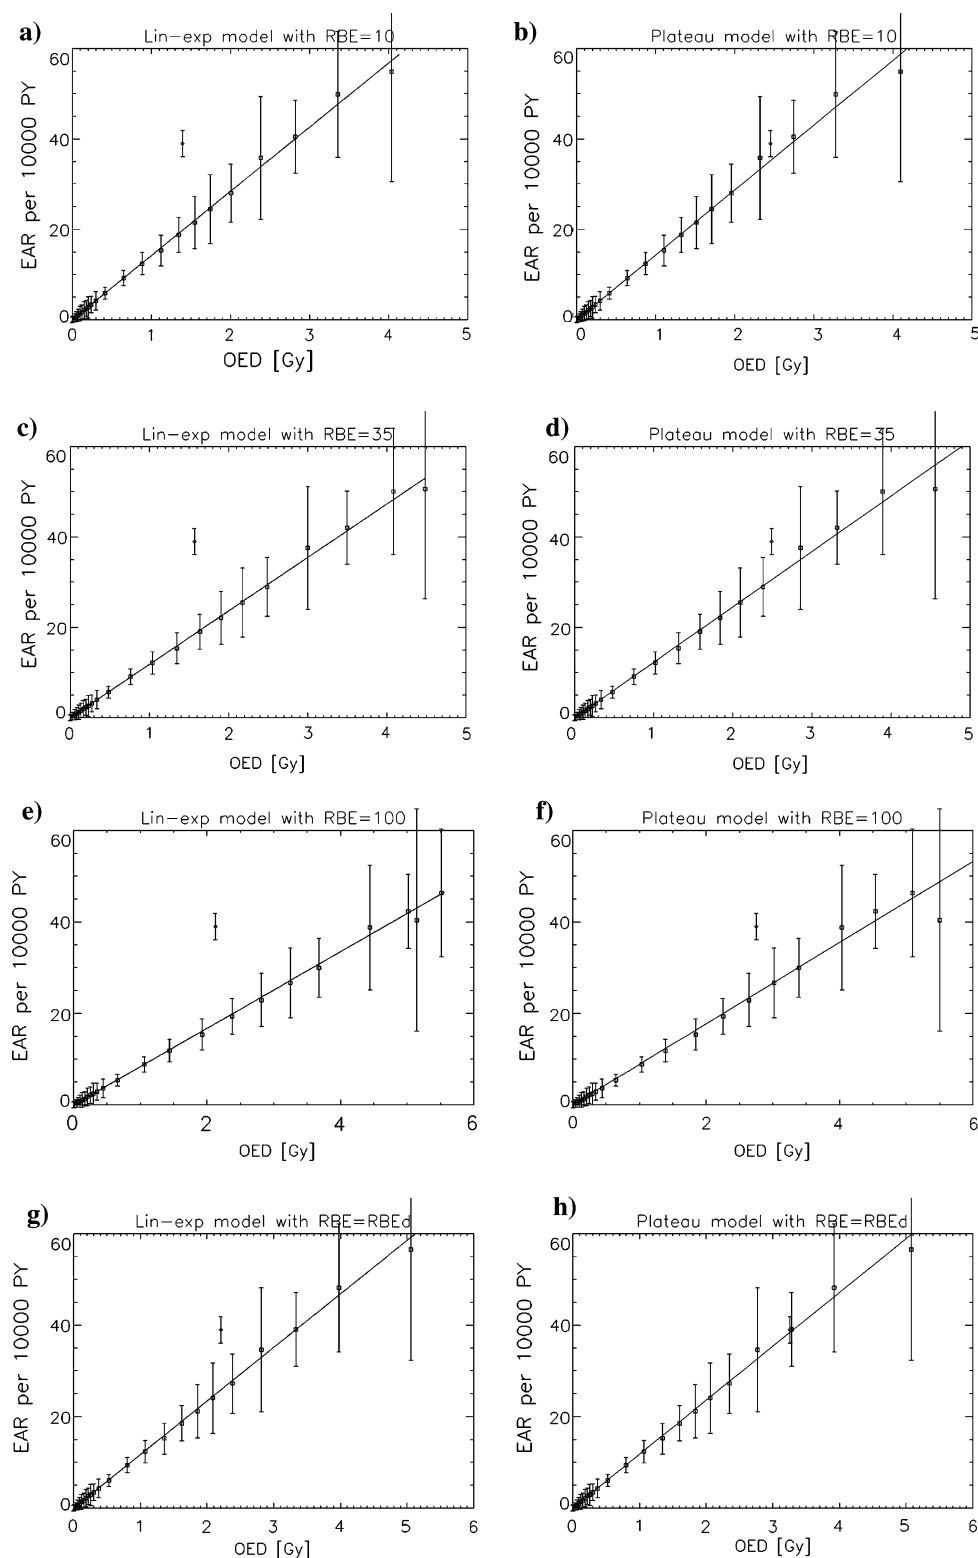 a)
Lin-exp model with RBE=10
60
40
20
0
EAR per 10000 PY
0 1 2 3 4 5
OED [Gy]
b)
Plateau model with RBE=10
60
40
20
0
EAR per 10000 PY
0 1 2 3 4 5
OED [Gy]
c)
Lin-exp model with RBE=35
60
40
20
0
EAR per 10000 PY
0 1 2 3 4 5
OED [Gy]
d)
Plateau model with RBE=35
60
40
20
0
EAR per 10000 PY
0 1 2 3 4 5
OED [Gy]
e)
Lin-exp model with RBE=100
60
40
20
0
EAR per 10000 PY
0 2 4 6
OED [Gy]
f)
Plateau model with RBE=100
60
40
20
0
EAR per 10000 PY
0 2 4 6
OED [Gy]
g)
Lin-exp model with RBE=RBEd
60
40
20
0
EAR per 10000 PY
0 1 2 3 4 5 6
OED [Gy]
h)
Plateau model with RBE=RBEd
60
40
20
0
EAR per 10000 PY
0 1 2 3 4 5 6
OED [Gy]